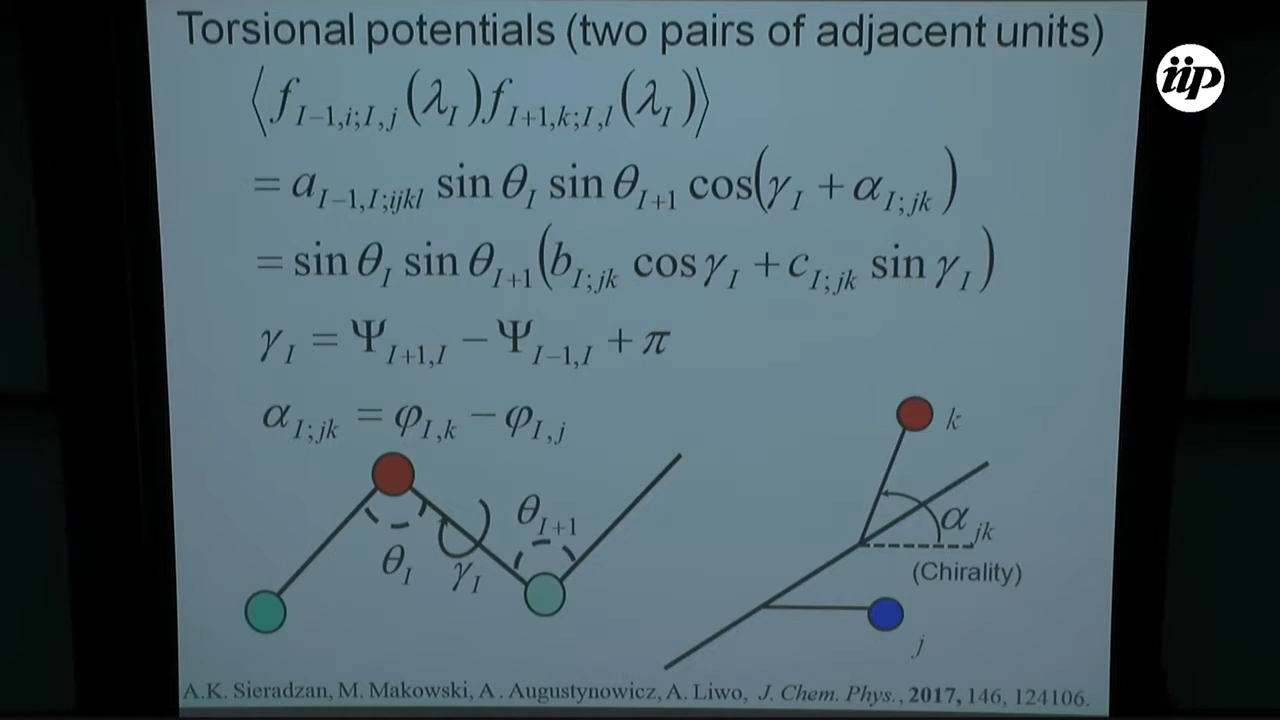 Torsional potentials (two pairs of adjacent units)
iip
⟨f_{I−1,i;I,j}(λ_I)f_{I+1,k;I,l}(λ_I)⟩
= a_{I−1,I;ijkl} sin θ_I sin θ_{I+1} cos(γ_I + α_{I;jk})
= sin θ_I sin θ_{I+1}(b_{I;jk} cos γ_I + c_{I;jk} sin γ_I)
γ_I = Ψ_{I+1,I} − Ψ_{I−1,I} + π
α_{I;jk} = φ_{I,k} − φ_{I,j}
k
θ_{I+1}
α_{jk}
θ_I
γ_I
(Chirality)
j
A.K. Sieradzan, M. Makowski, A. Augustynowicz, A. Liwo, J. Chem. Phys., 2017, 146, 124106.